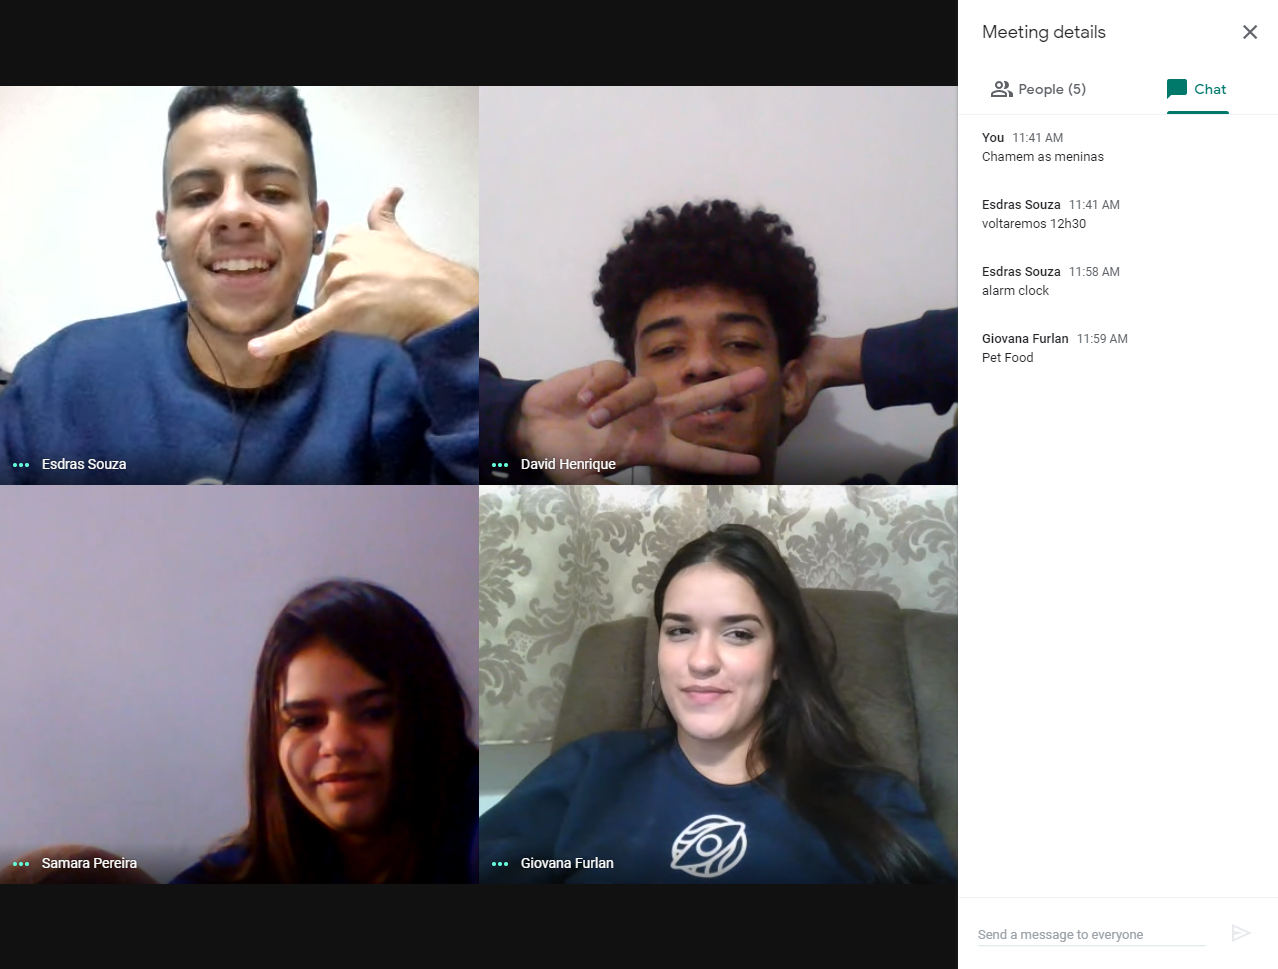 Meeting details
People (5)
Chat
You 11:41 AM
Chamem as meninas
Esdras Souza 11:41 AM
voltaremos 12h30
Esdras Souza 11:58 AM
alarm clock
Giovana Furlan 11:59 AM
Pet Food
Esdras Souza
David Henrique
Samara Pereira
Giovana Furlan
Send a message to everyone